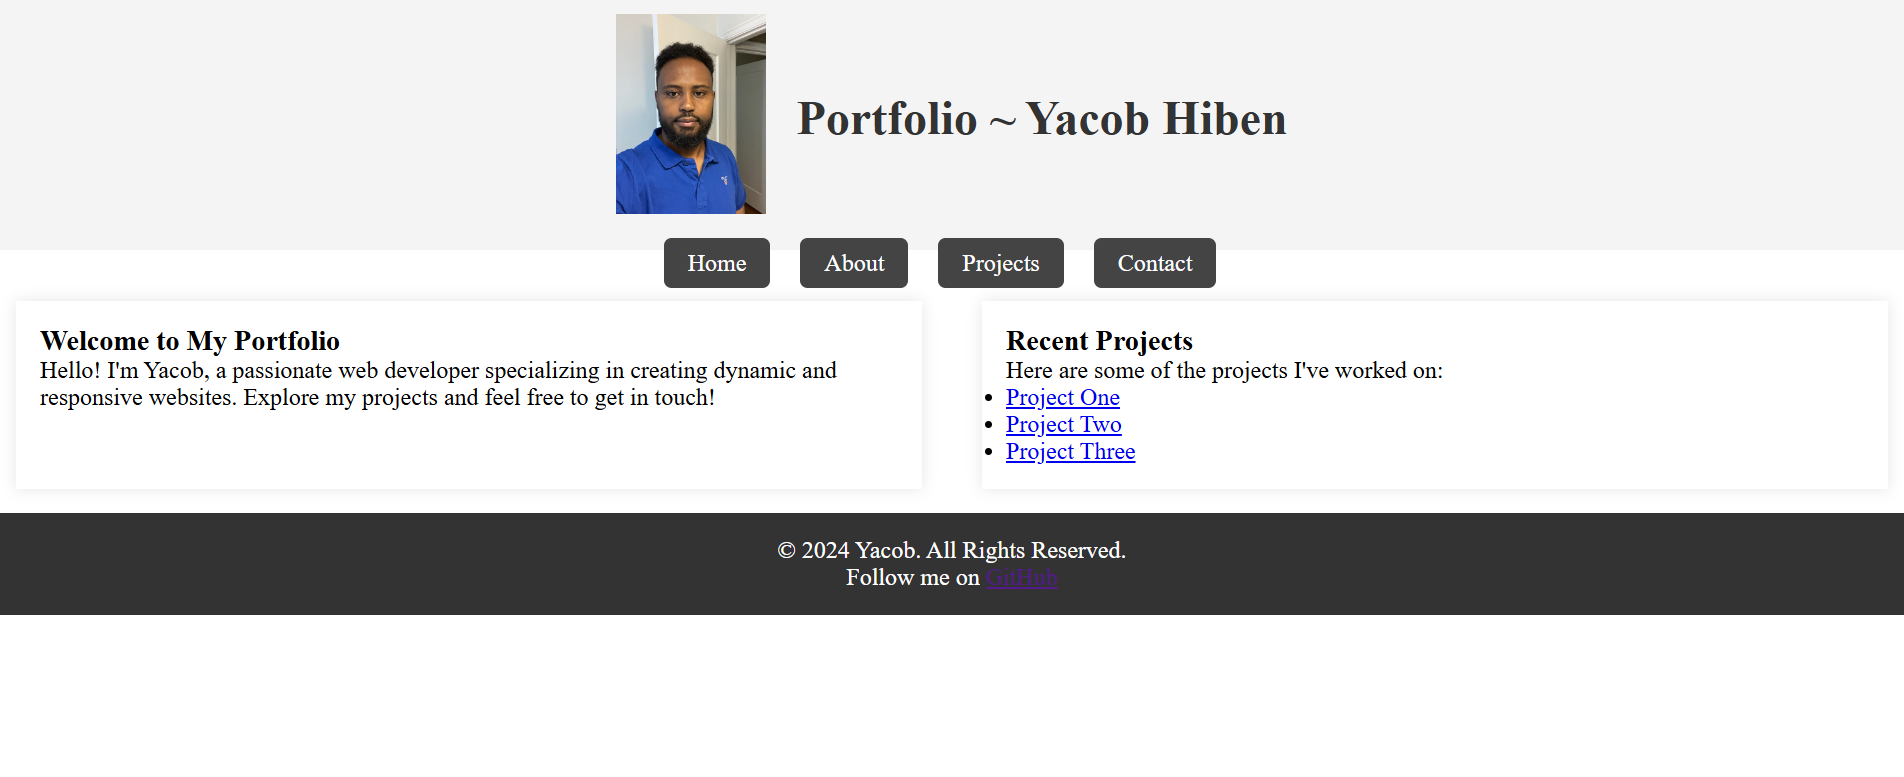 Portfolio ~ Yacob Hiben
Home
About
Projects
Contact
Welcome to My Portfolio
Hello! I'm Yacob, a passionate web developer specializing in creating dynamic and
responsive websites. Explore my projects and feel free to get in touch!
Recent Projects
Here are some of the projects I've worked on:
Project One
Project Two
Project Three
© 2024 Yacob. All Rights Reserved.
Follow me on GitHub